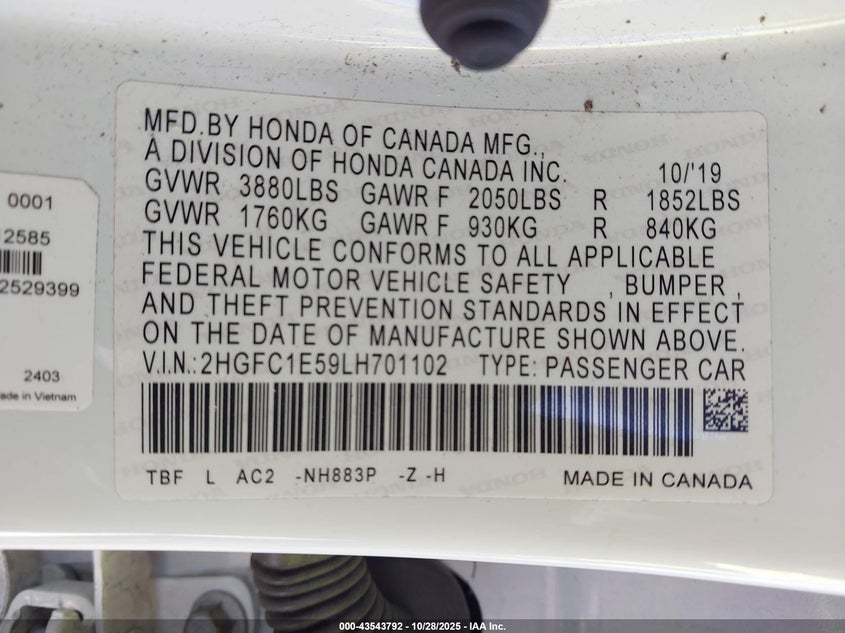 MFD.BY HONDA OF CANADA MFG.,
A DIVISION OF HONDA CANADA INC. 10/'19
GVWR 3880LBS GAWR F 2050LBS R 1852LBS
GVWR 1760KG GAWR F 930KG R 840KG
THIS VEHICLE CONFORMS TO ALL APPLICABLE
FEDERAL MOTOR VEHICLE SAFETY , BUMPER ,
AND THEFT PREVENTION STANDARDS IN EFFECT
ON THE DATE OF MANUFACTURE SHOWN ABOVE.
V.I.N.:2HGFC1E59LH701102 TYPE: PASSENGER CAR
TBF L AC2 -NH883P -Z -H MADE IN CANADA
0001
2585
2529399
2403
ade in Vietnam
000-43543792 - 10/28/2025 - IAA Inc.